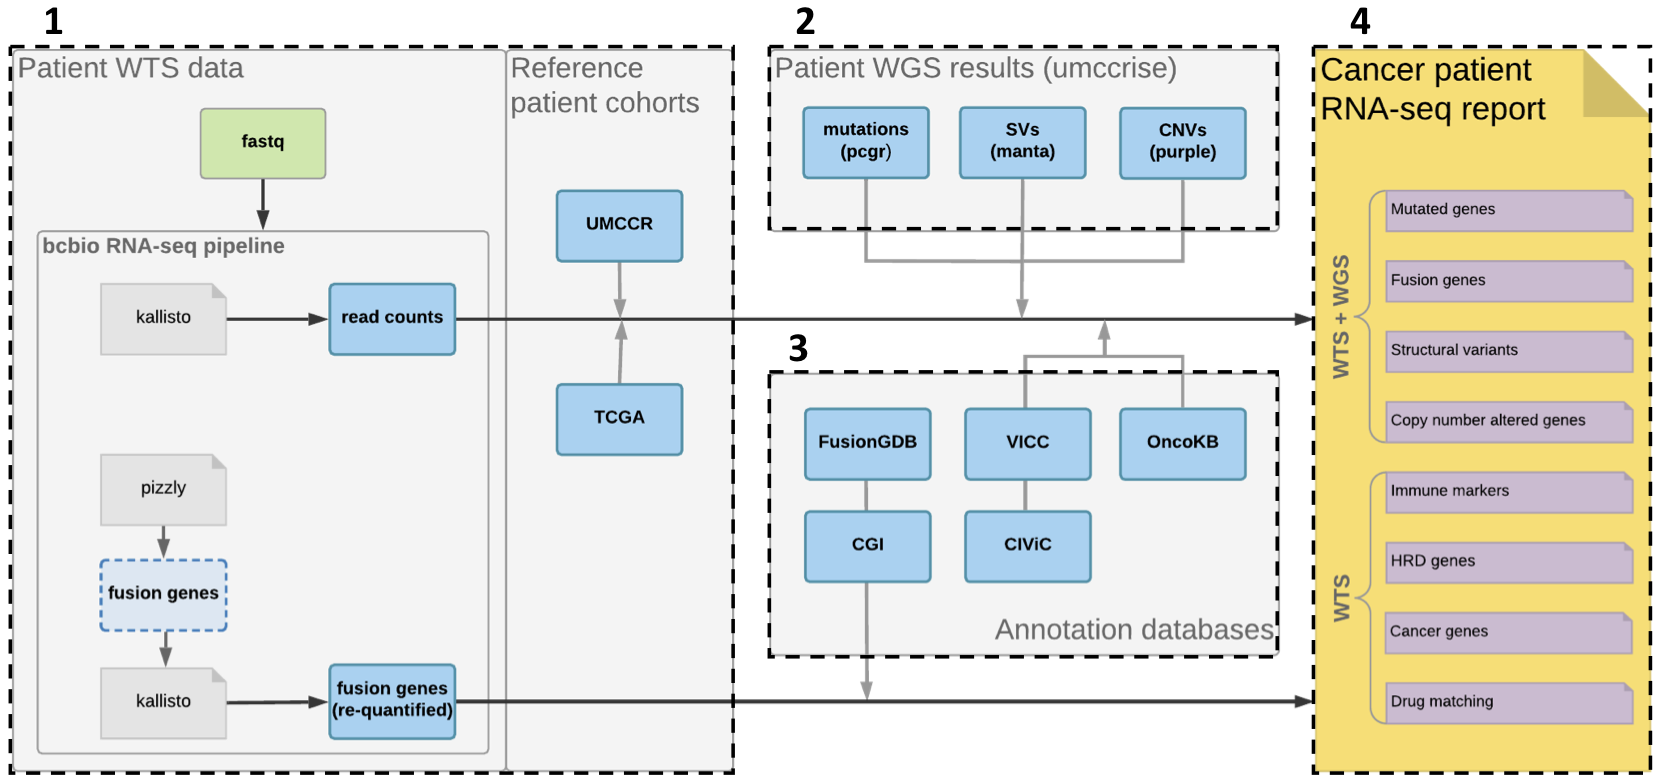 1
Patient WTS data
fastq
bcbio RNA-seq pipeline
kallisto
read counts
pizzly
fusion genes
kallisto
fusion genes
(re-quantified)
Reference
patient cohorts
UMCCR
TCGA
2
Patient WGS results (umccrise)
mutations
(pcgr)
SVs
(manta)
CNVs
(purple)
3
FusionGDB
VICC
OncoKB
CGI
CIViC
Annotation databases
4
Cancer patient
RNA-seq report
WTS + WGS
Mutated genes
Fusion genes
Structural variants
Copy number altered genes
WTS
Immune markers
HRD genes
Cancer genes
Drug matching